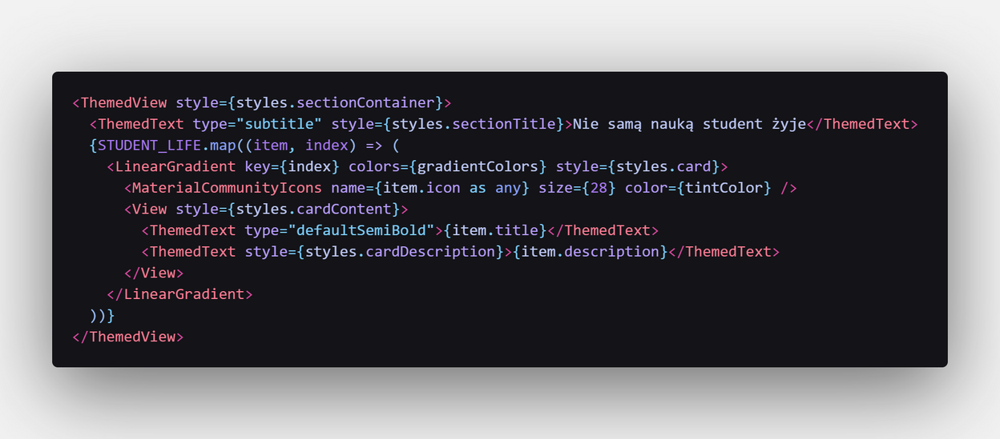 <ThemedView style={styles.sectionContainer}>
  <ThemedText type="subtitle" style={styles.sectionTitle}>Nie samą nauką student żyje</ThemedText>
  {STUDENT_LIFE.map((item, index) => (
    <LinearGradient key={index} colors={gradientColors} style={styles.card}>
      <MaterialCommunityIcons name={item.icon as any} size={28} color={tintColor} />
      <View style={styles.cardContent}>
        <ThemedText type="defaultSemiBold">{item.title}</ThemedText>
        <ThemedText style={styles.cardDescription}>{item.description}</ThemedText>
      </View>
    </LinearGradient>
  ))}
</ThemedView>